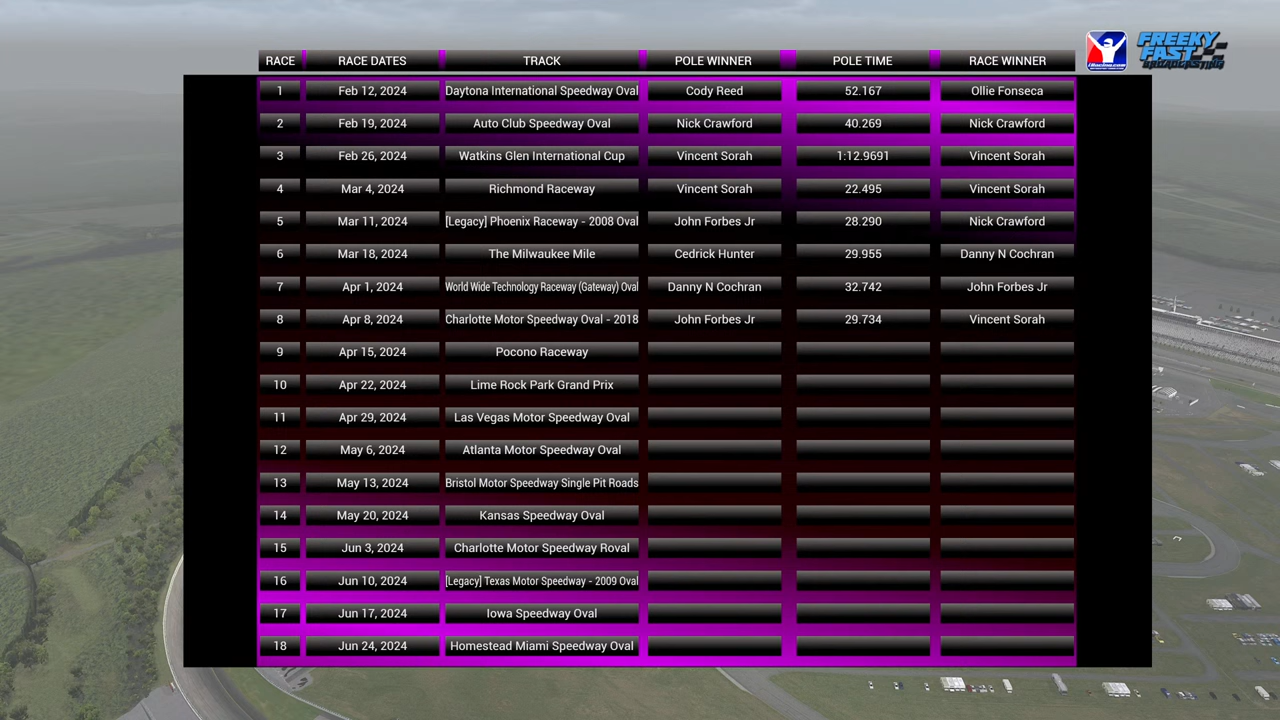 FREEKY
FAST
BROADCASTING
RACE RACE DATES TRACK POLE WINNER POLE TIME RACE WINNER
1 Feb 12, 2024 Daytona International Speedway Oval Cody Reed 52.167 Ollie Fonseca
2 Feb 19, 2024 Auto Club Speedway Oval Nick Crawford 40.269 Nick Crawford
3 Feb 26, 2024 Watkins Glen International Cup Vincent Sorah 1:12.9691 Vincent Sorah
4 Mar 4, 2024 Richmond Raceway Vincent Sorah 22.495 Vincent Sorah
5 Mar 11, 2024 [Legacy] Phoenix Raceway - 2008 Oval John Forbes Jr 28.290 Nick Crawford
6 Mar 18, 2024 The Milwaukee Mile Cedrick Hunter 29.955 Danny N Cochran
7 Apr 1, 2024 World Wide Technology Raceway (Gateway) Oval Danny N Cochran 32.742 John Forbes Jr
8 Apr 8, 2024 Charlotte Motor Speedway Oval - 2018 John Forbes Jr 29.734 Vincent Sorah
9 Apr 15, 2024 Pocono Raceway
10 Apr 22, 2024 Lime Rock Park Grand Prix
11 Apr 29, 2024 Las Vegas Motor Speedway Oval
12 May 6, 2024 Atlanta Motor Speedway Oval
13 May 13, 2024 Bristol Motor Speedway Single Pit Roads
14 May 20, 2024 Kansas Speedway Oval
15 Jun 3, 2024 Charlotte Motor Speedway Roval
16 Jun 10, 2024 [Legacy] Texas Motor Speedway - 2009 Oval
17 Jun 17, 2024 Iowa Speedway Oval
18 Jun 24, 2024 Homestead Miami Speedway Oval